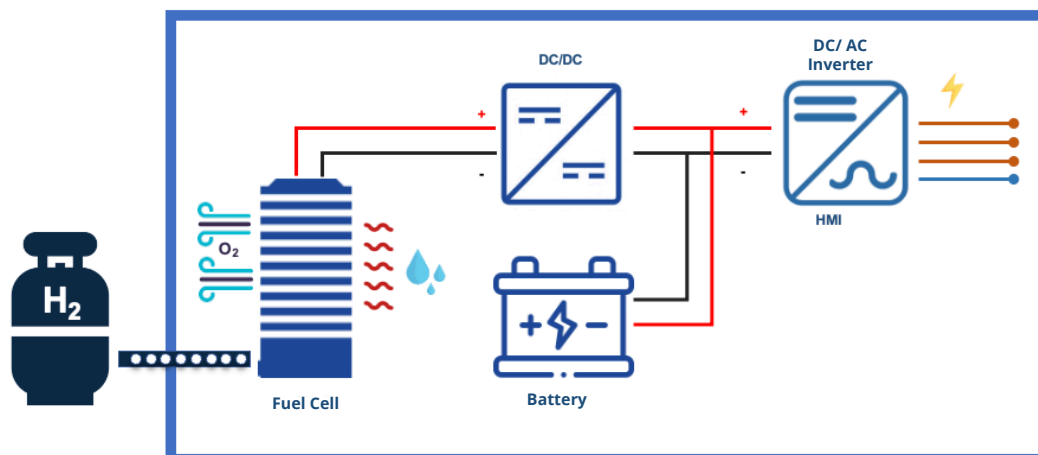 DC/ AC
Inverter
DC/DC
+
+
-
-
HMI
O₂
H₂
+ -
Fuel Cell
Battery